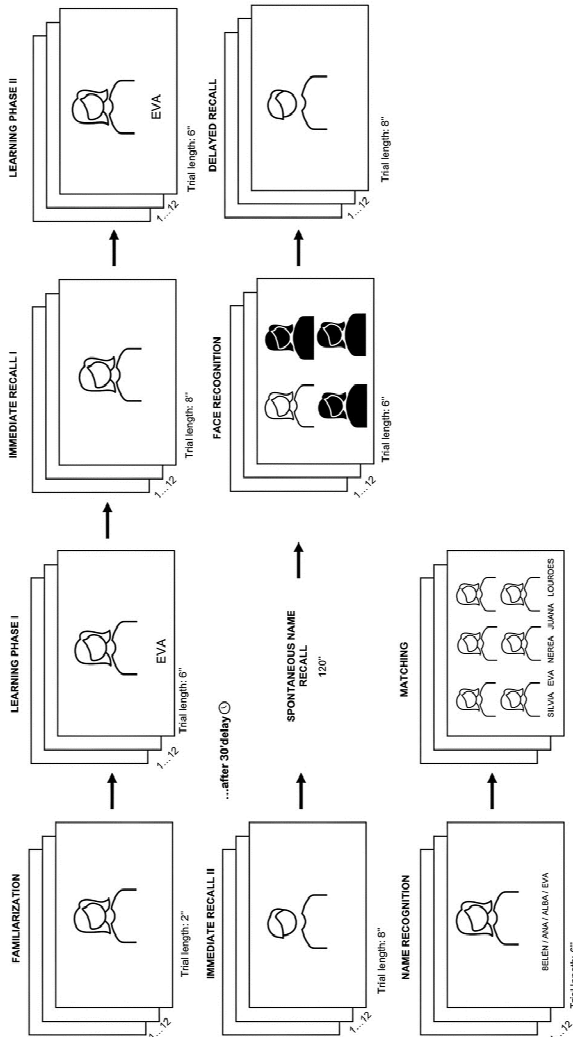 FAMILIARIZATION
1...12
Trial length: 2"
LEARNING PHASE I
EVA
1...12
Trial length: 6"
IMMEDIATE RECALL I
1...12
Trial length: 8"
LEARNING PHASE II
EVA
1...12
Trial length: 6"
IMMEDIATE RECALL II
1...12
Trial length: 8"
...after 30'delay
SPONTANEOUS NAME
RECALL
120"
FACE RECOGNITION
1...12
Trial length: 6"
DELAYED RECALL
1...12
Trial length: 8"
NAME RECOGNITION
BELÉN / ANA / ALBA / EVA
1...12
Trial length: 6"
MATCHING
SILVIA EVA NEREA JUANA LOURDES